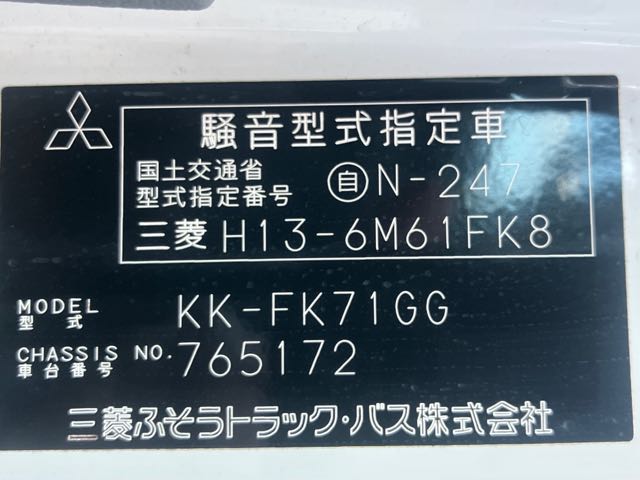 騒音型式指定車
国土交通省
型式指定番号 自N-247
三菱 H13-6M61FK8
MODEL
型式 KK-FK71GG
CHASSIS NO.
車台番号 765172
三菱ふそうトラック・バス株式会社